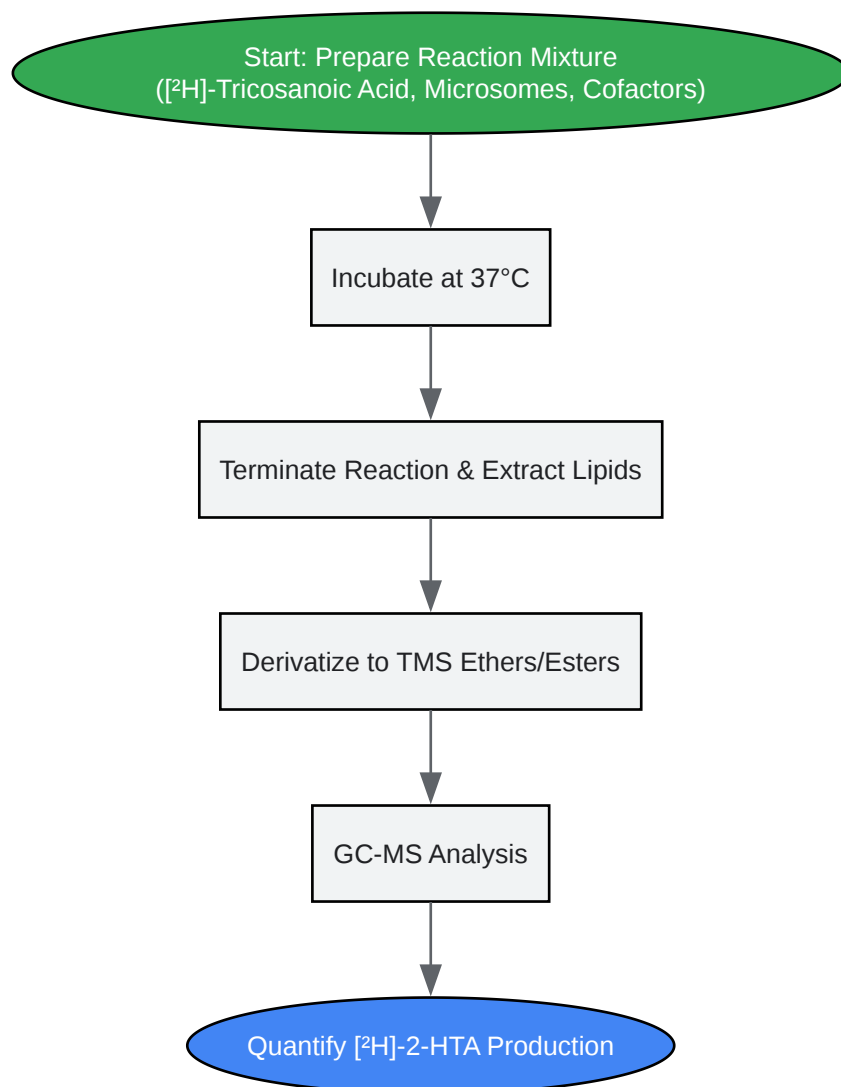 Start: Prepare Reaction Mixture
([²H]-Tricosanoic Acid, Microsomes, Cofactors)
Incubate at 37°C
Terminate Reaction & Extract Lipids
Derivatize to TMS Ethers/Esters
GC-MS Analysis
Quantify [²H]-2-HTA Production